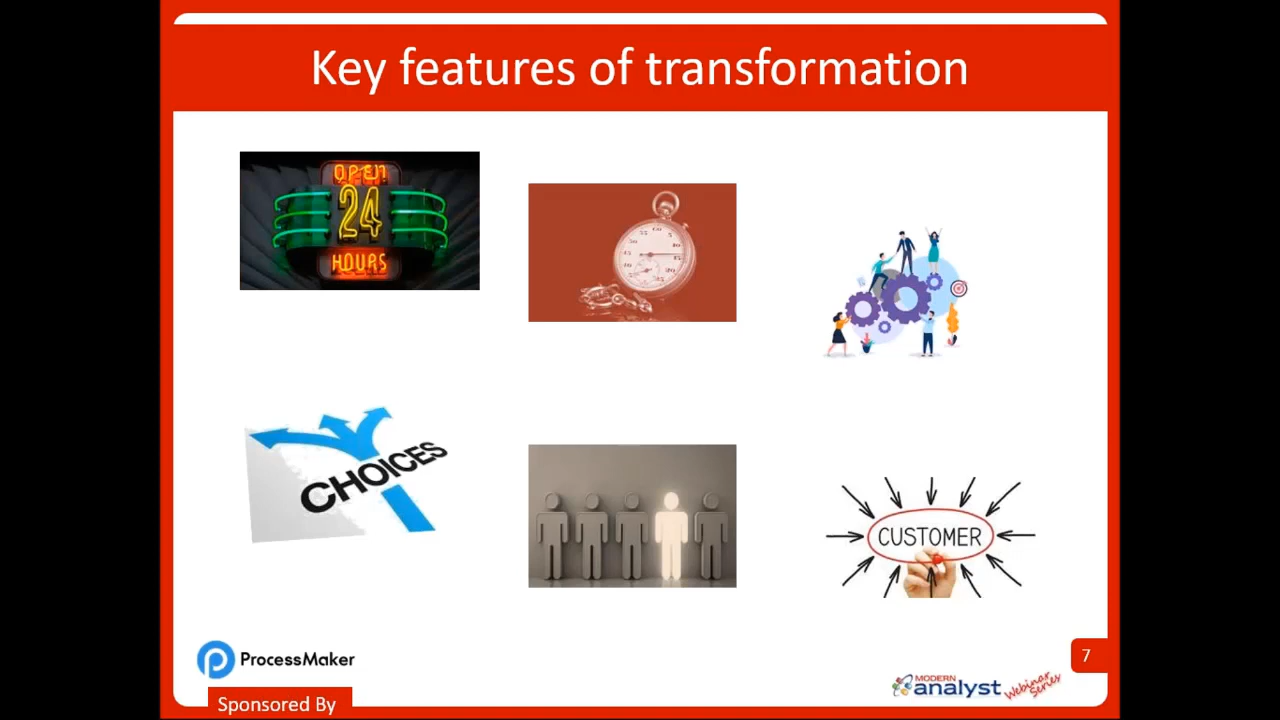 Key features of transformation
OPEN
24
HOURS
CHOICES
CUSTOMER
ProcessMaker
7
MODERN
analyst
Webinar
Series
Sponsored By